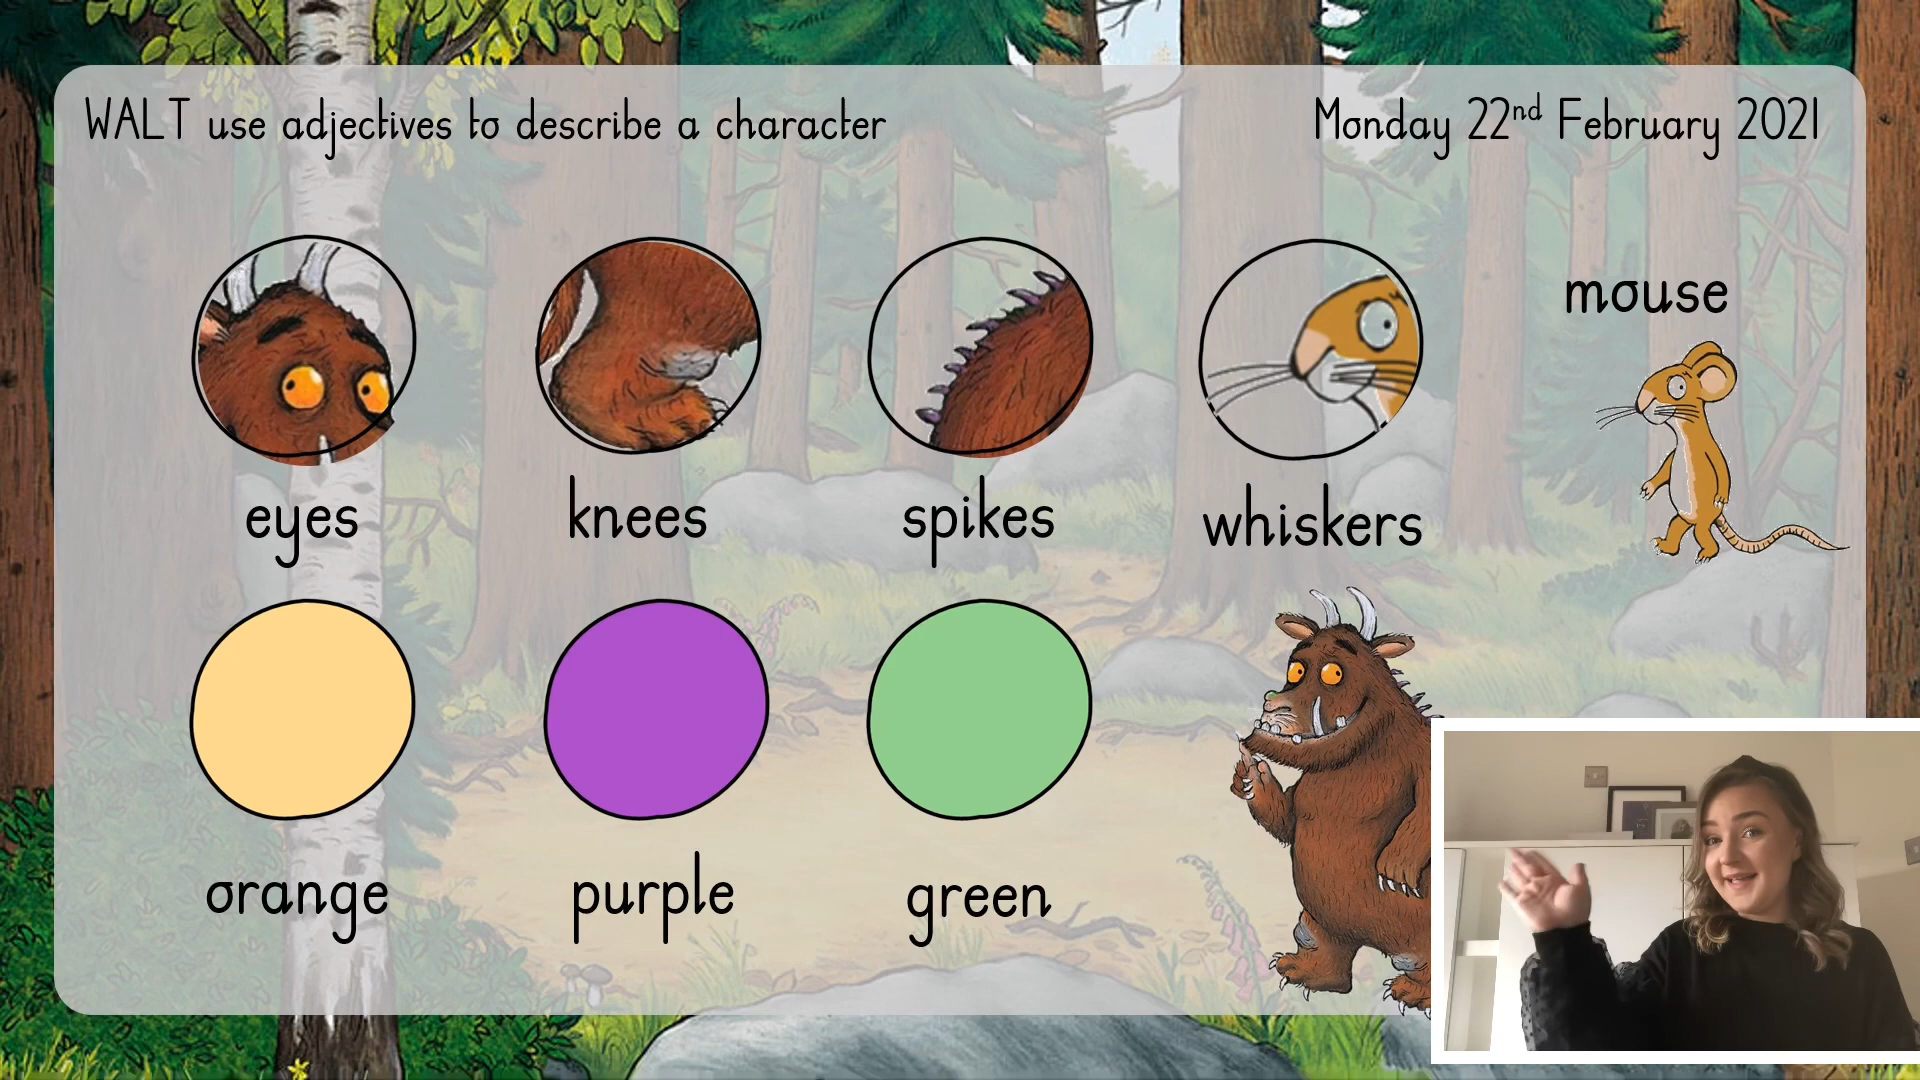 WALT use adjectives to describe a character
Monday 22nd February 2021
mouse
eyes
knees
spikes
whiskers
orange
purple
green